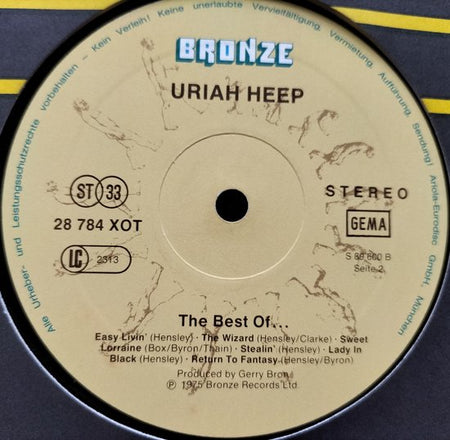 Alle Urheber- und Leistungsschutzrechte vorbehalten – Kein Verleih! Keine unerlaubte Vervielfältigung, Vermietung, Aufführung, Sendung! Ariola-Eurodisc GmbH, München
BRONZE
URIAH HEEP
ST 33
STEREO
28 784 XOT
GEMA
LC 2313
S 89 800 B
Seite 2
The Best Of...
Easy Livin' (Hensley) · The Wizard (Hensley/Clarke) · Sweet
Lorraine (Box/Byron/Thain) · Stealin' (Hensley) · Lady In
Black (Hensley) · Return To Fantasy (Hensley/Byron)
Produced by Gerry Bron
℗ 1975 Bronze Records Ltd.